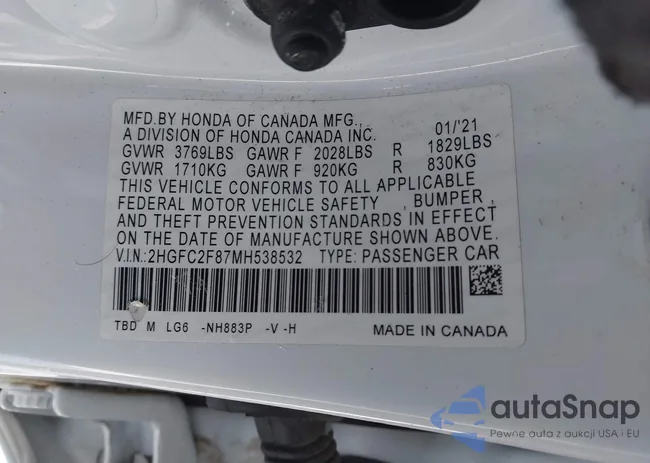 MFD.BY HONDA OF CANADA MFG., 01/'21
A DIVISION OF HONDA CANADA INC.
GVWR 3769LBS GAWR F 2028LBS R 1829LBS
GVWR 1710KG GAWR F 920KG R 830KG
THIS VEHICLE CONFORMS TO ALL APPLICABLE
FEDERAL MOTOR VEHICLE SAFETY , BUMPER ,
AND THEFT PREVENTION STANDARDS IN EFFECT
ON THE DATE OF MANUFACTURE SHOWN ABOVE.
V.I.N.: 2HGFC2F87MH538532 TYPE: PASSENGER CAR
TBD M LG6 -NH883P -V -H MADE IN CANADA
autoSnap
Pewne auta z aukcji USA i EU